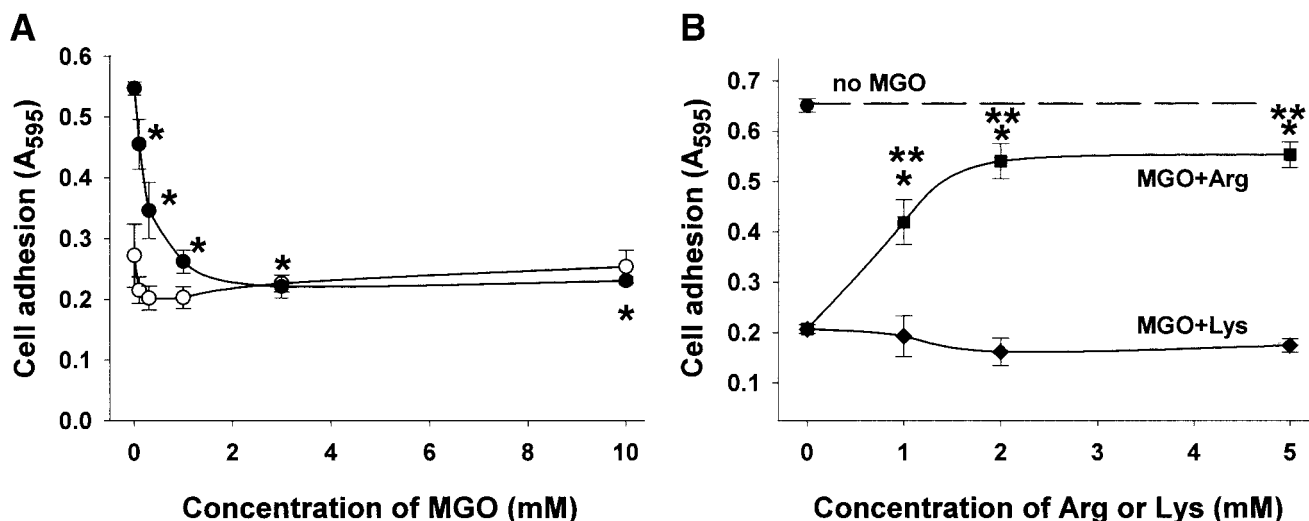 A
Cell adhesion (A595)
0.6
0.5
0.4
0.3
0.2
0.1
0.0
* * * * *
0 2 4 6 8 10
Concentration of MGO (mM)
B
Cell adhesion (A595)
0.7
0.6
0.5
0.4
0.3
0.2
0.1
no MGO
**
*
**
*
**
*
MGO+Arg
MGO+Lys
0 1 2 3 4 5
Concentration of Arg or Lys (mM)